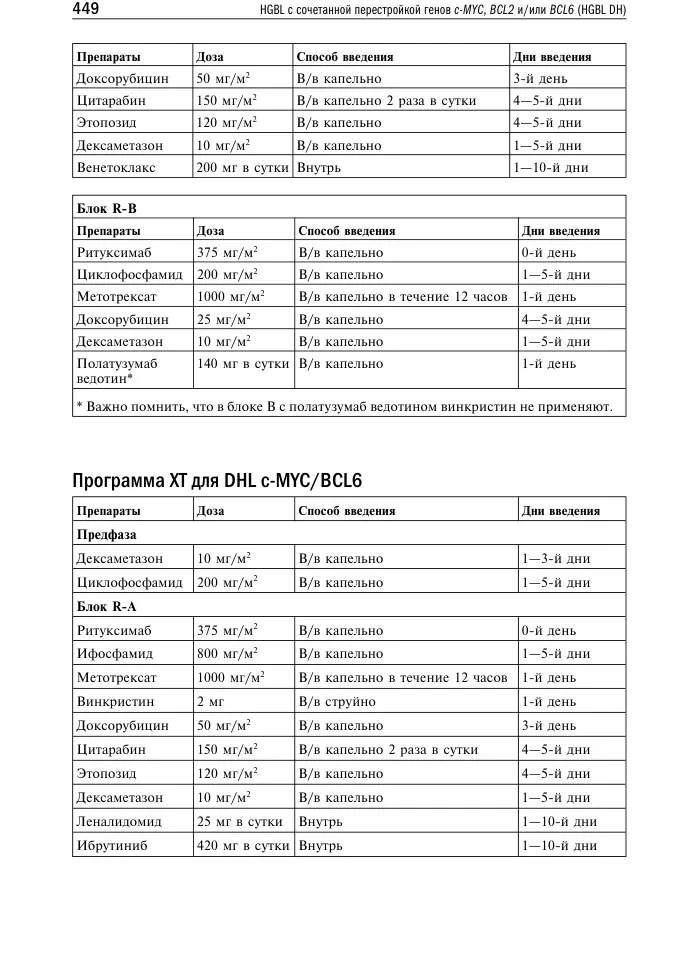 449 HGBL с сочетанной перестройкой генов c-MYC, BCL2 и/или BCL6 (HGBL DH)
Препараты Доза Способ введения Дни введения
Доксорубицин 50 мг/м² В/в капельно 3-й день
Цитарабин 150 мг/м² В/в капельно 2 раза в сутки 4—5-й дни
Этопозид 120 мг/м² В/в капельно 4—5-й дни
Дексаметазон 10 мг/м² В/в капельно 1—5-й дни
Венетоклакс 200 мг в сутки Внутрь 1—10-й дни
Блок R-B
Препараты Доза Способ введения Дни введения
Ритуксимаб 375 мг/м² В/в капельно 0-й день
Циклофосфамид 200 мг/м² В/в капельно 1—5-й дни
Метотрексат 1000 мг/м² В/в капельно в течение 12 часов 1-й день
Доксорубицин 25 мг/м² В/в капельно 4—5-й дни
Дексаметазон 10 мг/м² В/в капельно 1—5-й дни
Полатузумаб 140 мг в сутки В/в капельно 1-й день
ведотин*
* Важно помнить, что в блоке В с полатузумаб ведотином винкристин не применяют.
Программа ХТ для DHL c-MYC/BCL6
Препараты Доза Способ введения Дни введения
Предфаза
Дексаметазон 10 мг/м² В/в капельно 1—3-й дни
Циклофосфамид 200 мг/м² В/в капельно 1—5-й дни
Блок R-A
Ритуксимаб 375 мг/м² В/в капельно 0-й день
Ифосфамид 800 мг/м² В/в капельно 1—5-й дни
Метотрексат 1000 мг/м² В/в капельно в течение 12 часов 1-й день
Винкристин 2 мг В/в струйно 1-й день
Доксорубицин 50 мг/м² В/в капельно 3-й день
Цитарабин 150 мг/м² В/в капельно 2 раза в сутки 4—5-й дни
Этопозид 120 мг/м² В/в капельно 4—5-й дни
Дексаметазон 10 мг/м² В/в капельно 1—5-й дни
Леналидомид 25 мг в сутки Внутрь 1—10-й дни
Ибрутиниб 420 мг в сутки Внутрь 1—10-й дни